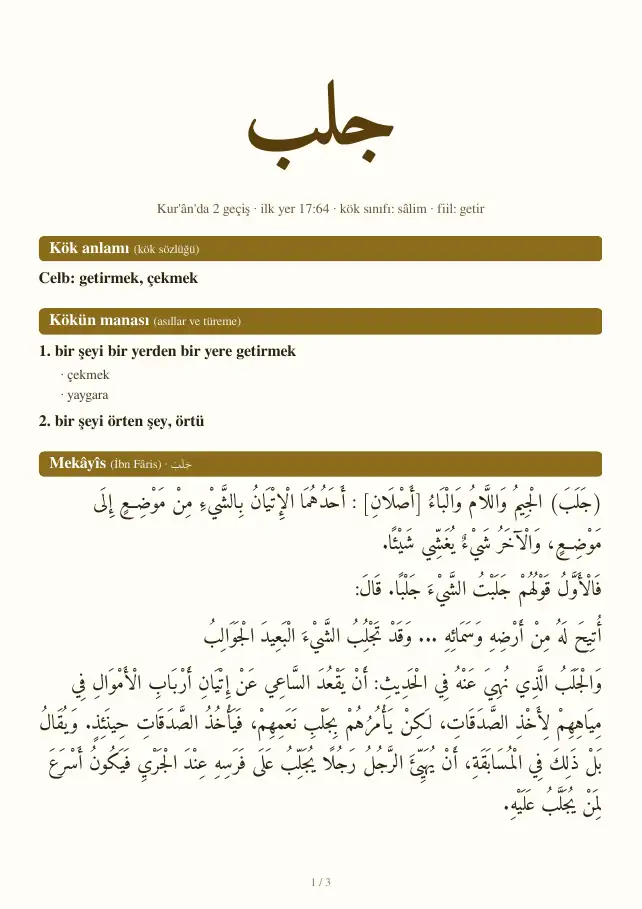 جلب
Kur'ân'da 2 geçiş · ilk yer 17:64 · kök sınıfı: sâlim · fiil: getir
Kök anlamı (kök sözlüğü)
Celb: getirmek, çekmek
Kökün manası (asıllar ve türeme)
1. bir şeyi bir yerden bir yere getirmek
· çekmek
· yaygara
2. bir şeyi örten şey, örtü
Mekâyîs (İbn Fâris) · جَلَبَ
(جَلَبَ) الْجِيمُ وَاللَّامُ وَالْبَاءُ [أَصْلَانِ] : أَحَدُهُمَا الْإِتْيَانُ بِالشَّيْءِ مِنْ مَوْضِعٍ إِلَى
مَوْضِعٍ، وَالْآخَرُ شَيْءٌ يُغَشِّي شَيْئًا.
فَالْأَوَّلُ قَوْلُهُمْ جَلَبْتُ الشَّيْءَ جَلْبًا. قَالَ:
أُتِيحَ لَهُ مِنْ أَرْضِهِ وَسَمَائِهِ ... وَقَدْ تَجْلِبُ الشَّيْءَ الْبَعِيدَ الْجَوَالِبُ
وَالْجَلَبُ الَّذِي نُهِيَ عَنْهُ فِي الْحَدِيثِ: أَنْ يَقْعُدَ السَّاعِي عَنْ إِتْيَانِ أَرْبَابِ الْأَمْوَالِ فِي
مِيَاهِهِمْ لِأَخْذِ الصَّدَقَاتِ، لَكِنْ يَأْمُرُهُمْ بِجَلْبِ نَعَمِهِمْ، فَيَأْخُذُ الصَّدَقَاتِ حِينَئِذٍ. وَيُقَالُ
بَلْ ذَلِكَ فِي الْمُسَابَقَةِ، أَنْ يُهَيِّئَ الرَّجُلُ رَجُلًا يُجَلِّبُ عَلَى فَرَسِهِ عِنْدَ الْجَرْيِ فَيَكُونُ أَسْرَعَ
لِمَنْ يُجَلَّبُ عَلَيْهِ.
1 / 3